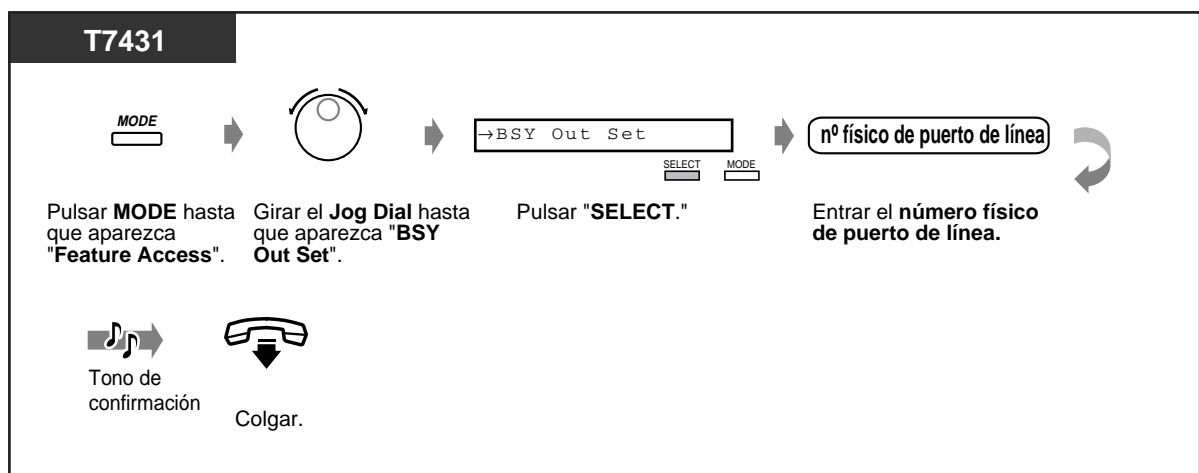 T7431
MODE
→BSY Out Set
SELECT MODE
nº físico de puerto de línea
Pulsar MODE hasta
que aparezca
"Feature Access".
Girar el Jog Dial hasta
que aparezca "BSY
Out Set".
Pulsar "SELECT."
Entrar el número físico
de puerto de línea.
Tono de
confirmación
Colgar.